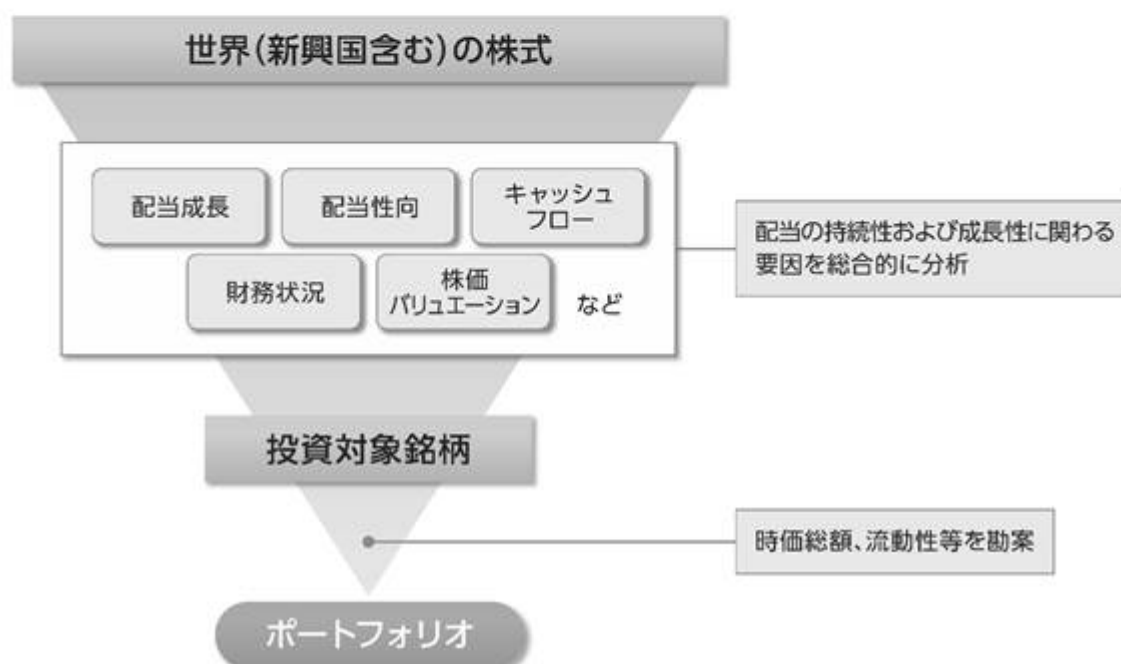 世界(新興国含む)の株式
配当成長
配当性向
キャッシュ
フロー
財務状況
株価
バリュエーション
など
配当の持続性および成長性に関わる
要因を総合的に分析
投資対象銘柄
時価総額、流動性等を勘案
ポートフォリオ